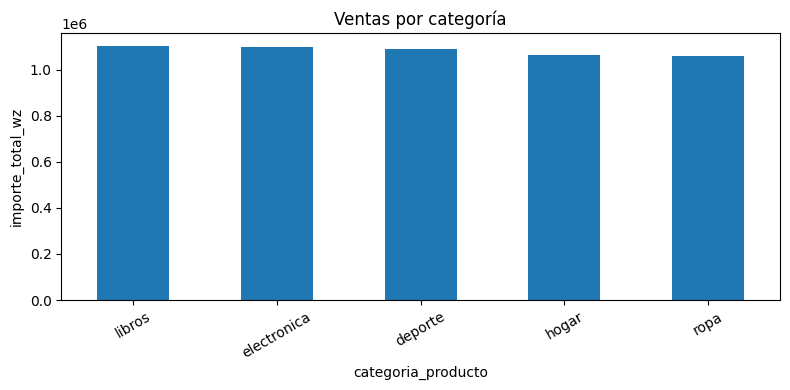 Ventas por categoría
1e6
importe_total_wz
1.0
0.8
0.6
0.4
0.2
0.0
libros
electronica
deporte
hogar
ropa
categoria_producto